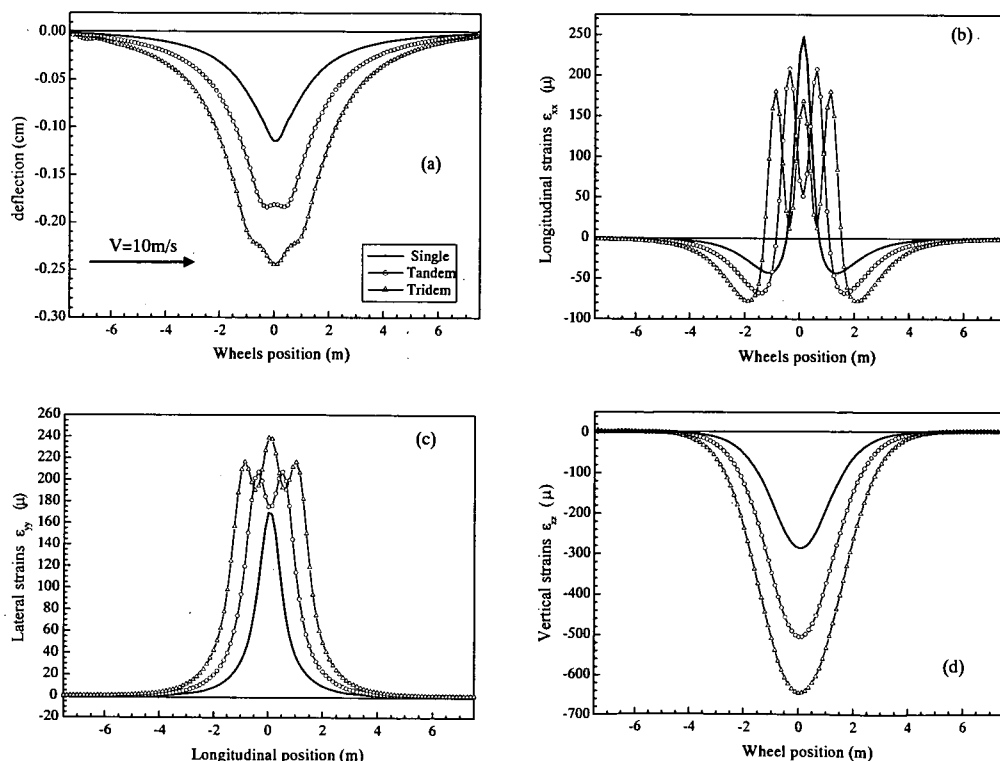 (a)
deflection (cm)
0.00
-0.05
-0.10
-0.15
-0.20
-0.25
-0.30
V=10m/s
Single
Tandem
Tridem
-6 -4 -2 0 2 4 6
Wheels position (m)
(b)
Longitudinal strains ε_xx (μ)
250
200
150
100
50
0
-50
-100
-6 -4 -2 0 2 4 6
Wheels position (m)
(c)
Lateral strains ε_yy (μ)
260
240
220
200
180
160
140
120
100
80
60
40
20
0
-20
-6 -4 -2 0 2 4 6
Longitudinal position (m)
(d)
Vertical strains ε_zz (μ)
0
-100
-200
-300
-400
-500
-600
-700
-6 -4 -2 0 2 4 6
Wheel position (m)